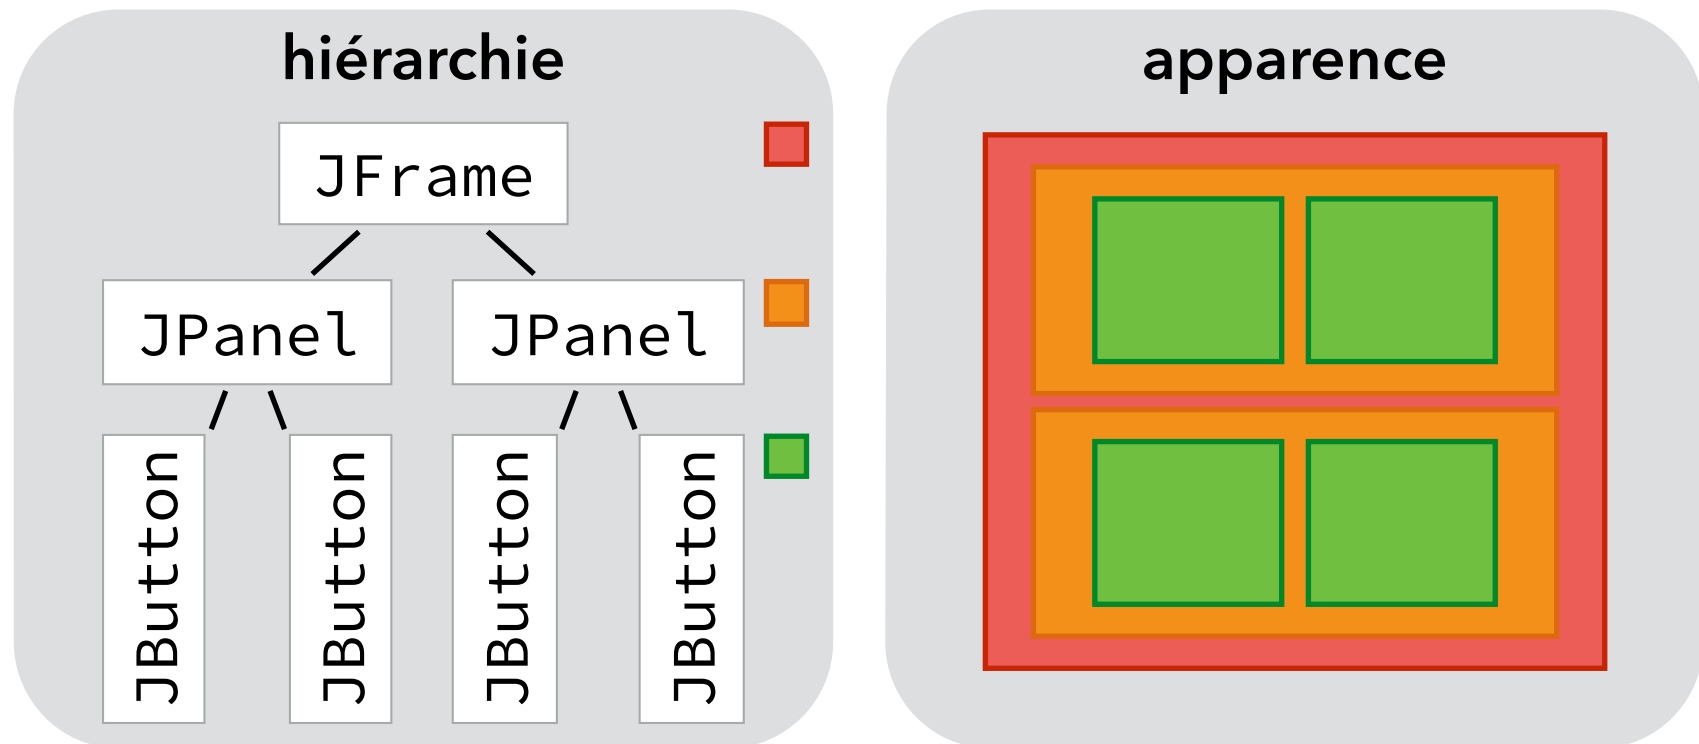 hiérarchie
JFrame
JPanel
JPanel
JButton
JButton
JButton
JButton
apparence